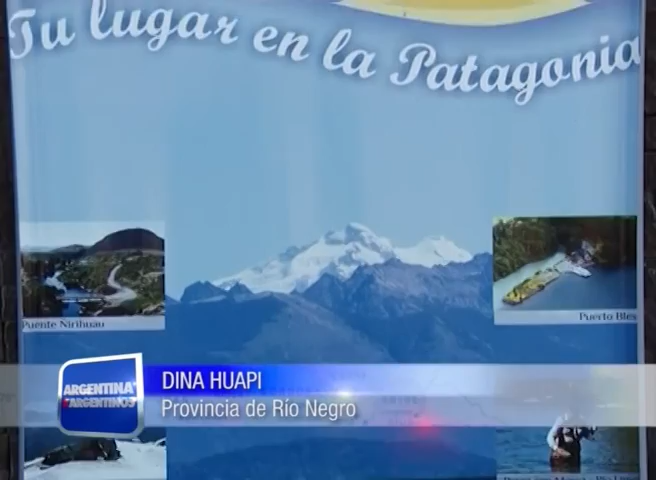 Tu lugar en la Patagonia
Puente Nirihuau
Puerto Bles
ARGENTINA
ARGENTINOS
DINA HUAPI
Provincia de Río Negro